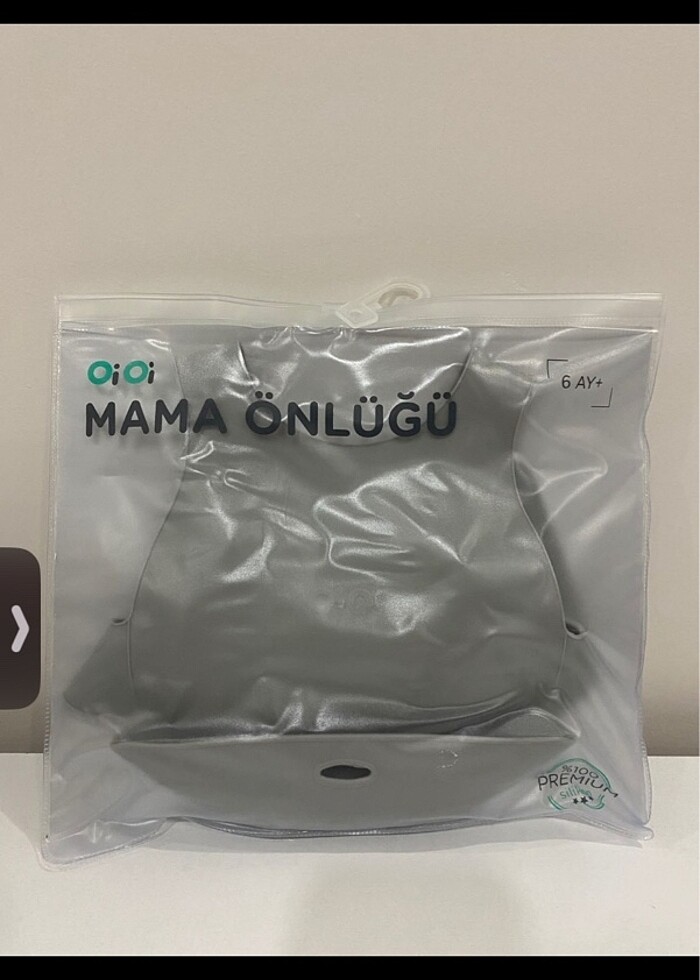 OiOi
MAMA ÖNLÜĞÜ
6 AY+
%100
PREMIUM